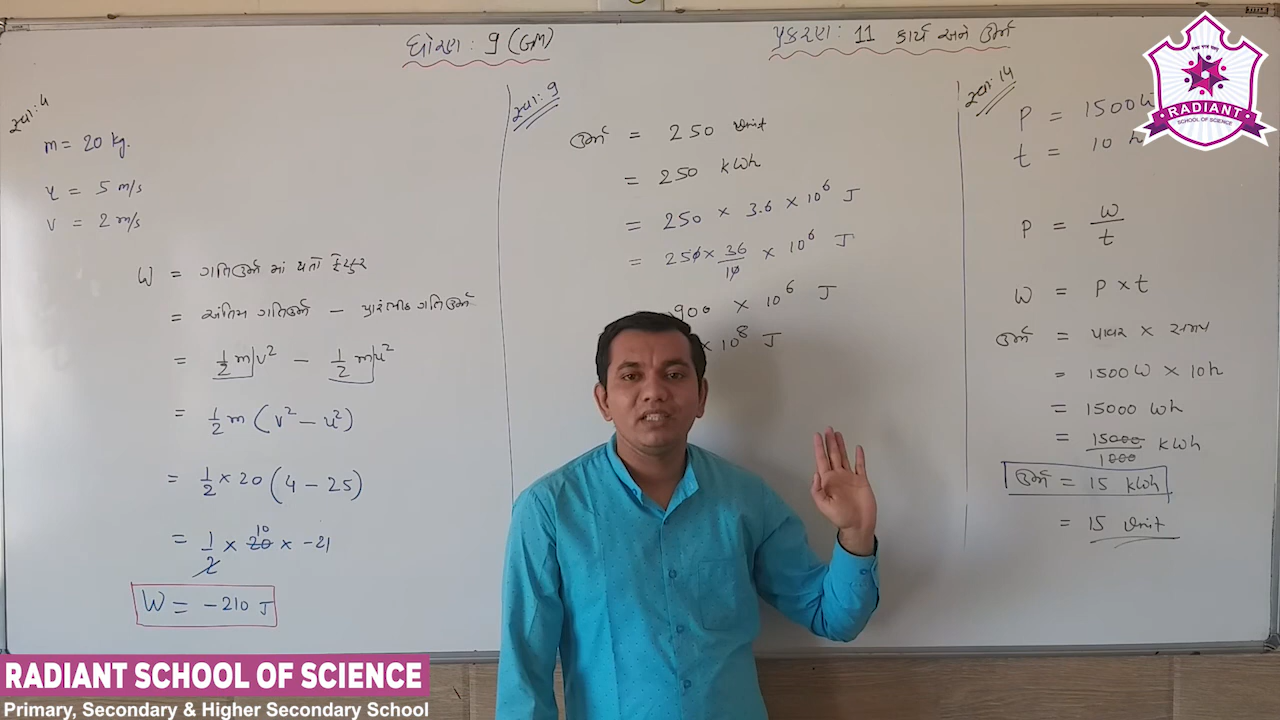 ધોરણ : 9 (GM)
પ્રકરણ : 11 કાર્ય અને ઊર્જા
સ્વા : 4
m = 20 kg.
u = 5 m/s
v = 2 m/s
W = ગતિઊર્જા માં થતો ફેરફાર
= અંતિમ ગતિઊર્જા - પ્રારંભીક ગતિઊર્જા
= 1/2 mv² - 1/2 mu²
= 1/2 m (v² - u²)
= 1/2 × 20 (4 - 25)
= 1/2 × 20 10 × -21
W = -210 J
સ્વા : 9
ઊર્જા = 250 unit
= 250 kWh
= 250 × 3.6 × 10⁶ J
= 250 × 36/10 × 10⁶ J
900 × 10⁶ J
× 10⁸ J
સ્વા : 14
P = 1500
t = 10 h
P = W/t
W = P × t
ઊર્જા = પાવર × સમય
= 1500 W × 10 h
= 15000 Wh
= 15000/1000 kWh
ઊર્જા = 15 kWh
= 15 unit
RADIANT
SCHOOL OF SCIENCE
RADIANT SCHOOL OF SCIENCE
Primary, Secondary & Higher Secondary School